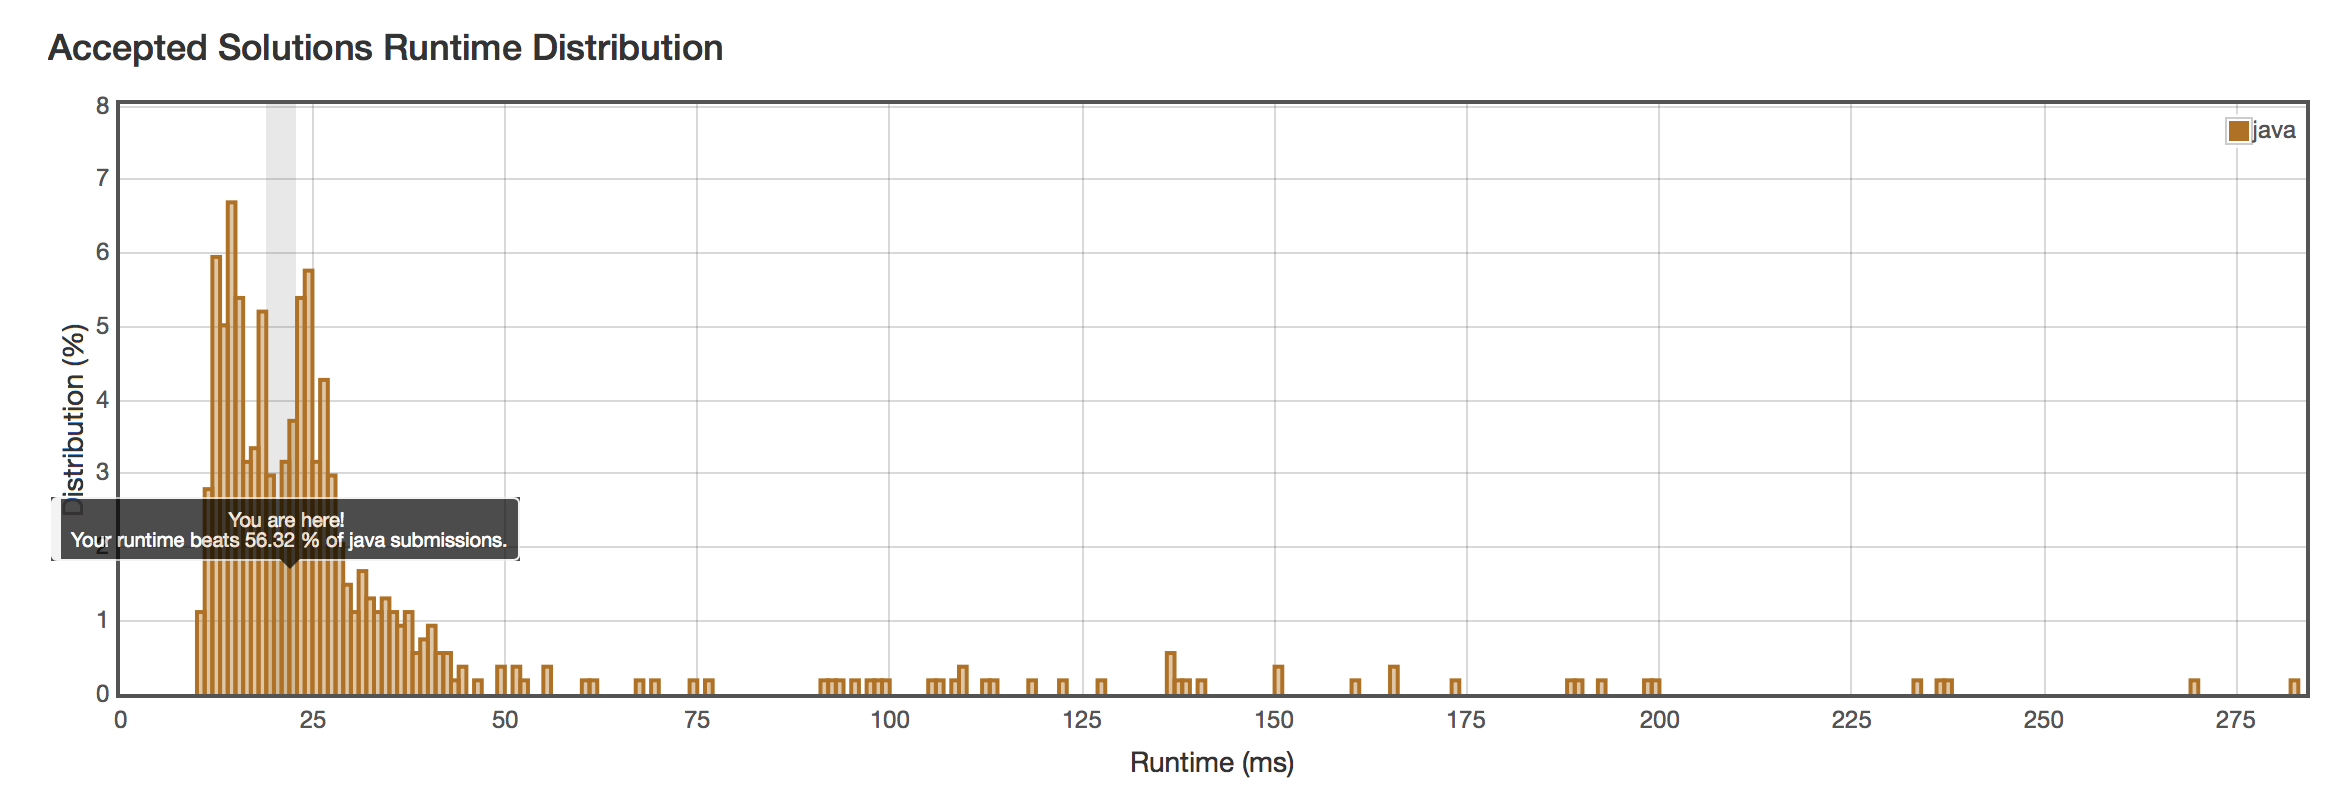 Accepted Solutions Runtime Distribution
8
7
6
5
4
3
2
1
0
Distribution (%)
java
You are here!
Your runtime beats 56.32 % of java submissions.
0 25 50 75 100 125 150 175 200 225 250 275
Runtime (ms)